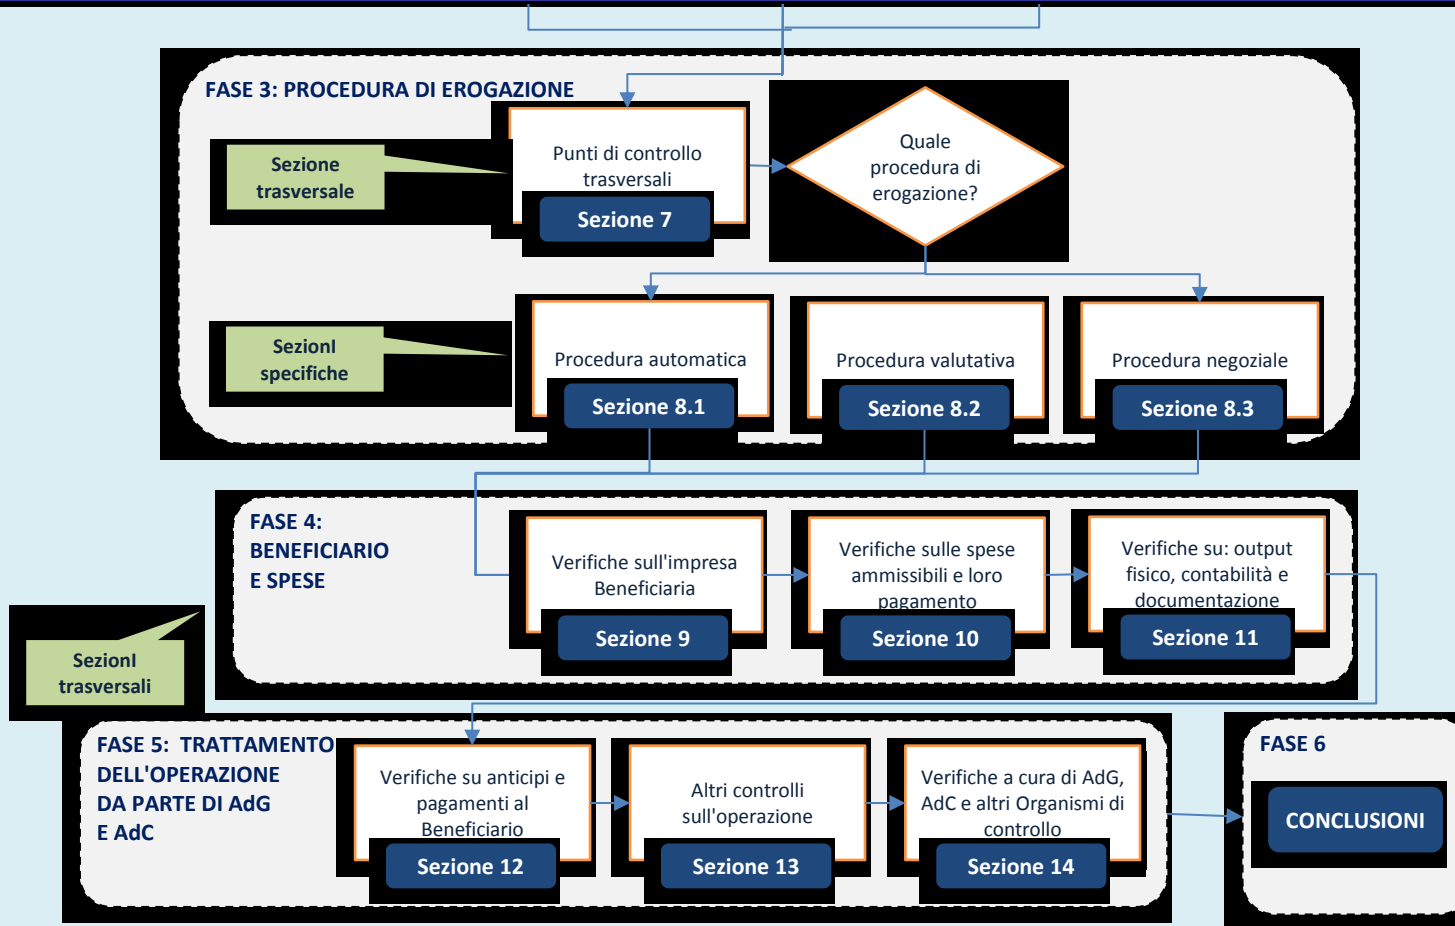 FASE 3: PROCEDURA DI EROGAZIONE
Sezione
trasversale
Punti di controllo
trasversali
Sezione 7
Quale
procedura di
erogazione?
SezionI
specifiche
Procedura automatica
Sezione 8.1
Procedura valutativa
Sezione 8.2
Procedura negoziale
Sezione 8.3
FASE 4:
BENEFICIARIO
E SPESE
Verifiche sull'impresa
Beneficiaria
Sezione 9
Verifiche sulle spese
ammissibili e loro
pagamento
Sezione 10
Verifiche su: output
fisico, contabilità e
documentazione
Sezione 11
SezionI
trasversali
FASE 5: TRATTAMENTO
DELL'OPERAZIONE
DA PARTE DI AdG
E AdC
Verifiche su anticipi e
pagamenti al
Beneficiario
Sezione 12
Altri controlli
sull'operazione
Sezione 13
Verifiche a cura di AdG,
AdC e altri Organismi di
controllo
Sezione 14
FASE 6
CONCLUSIONI